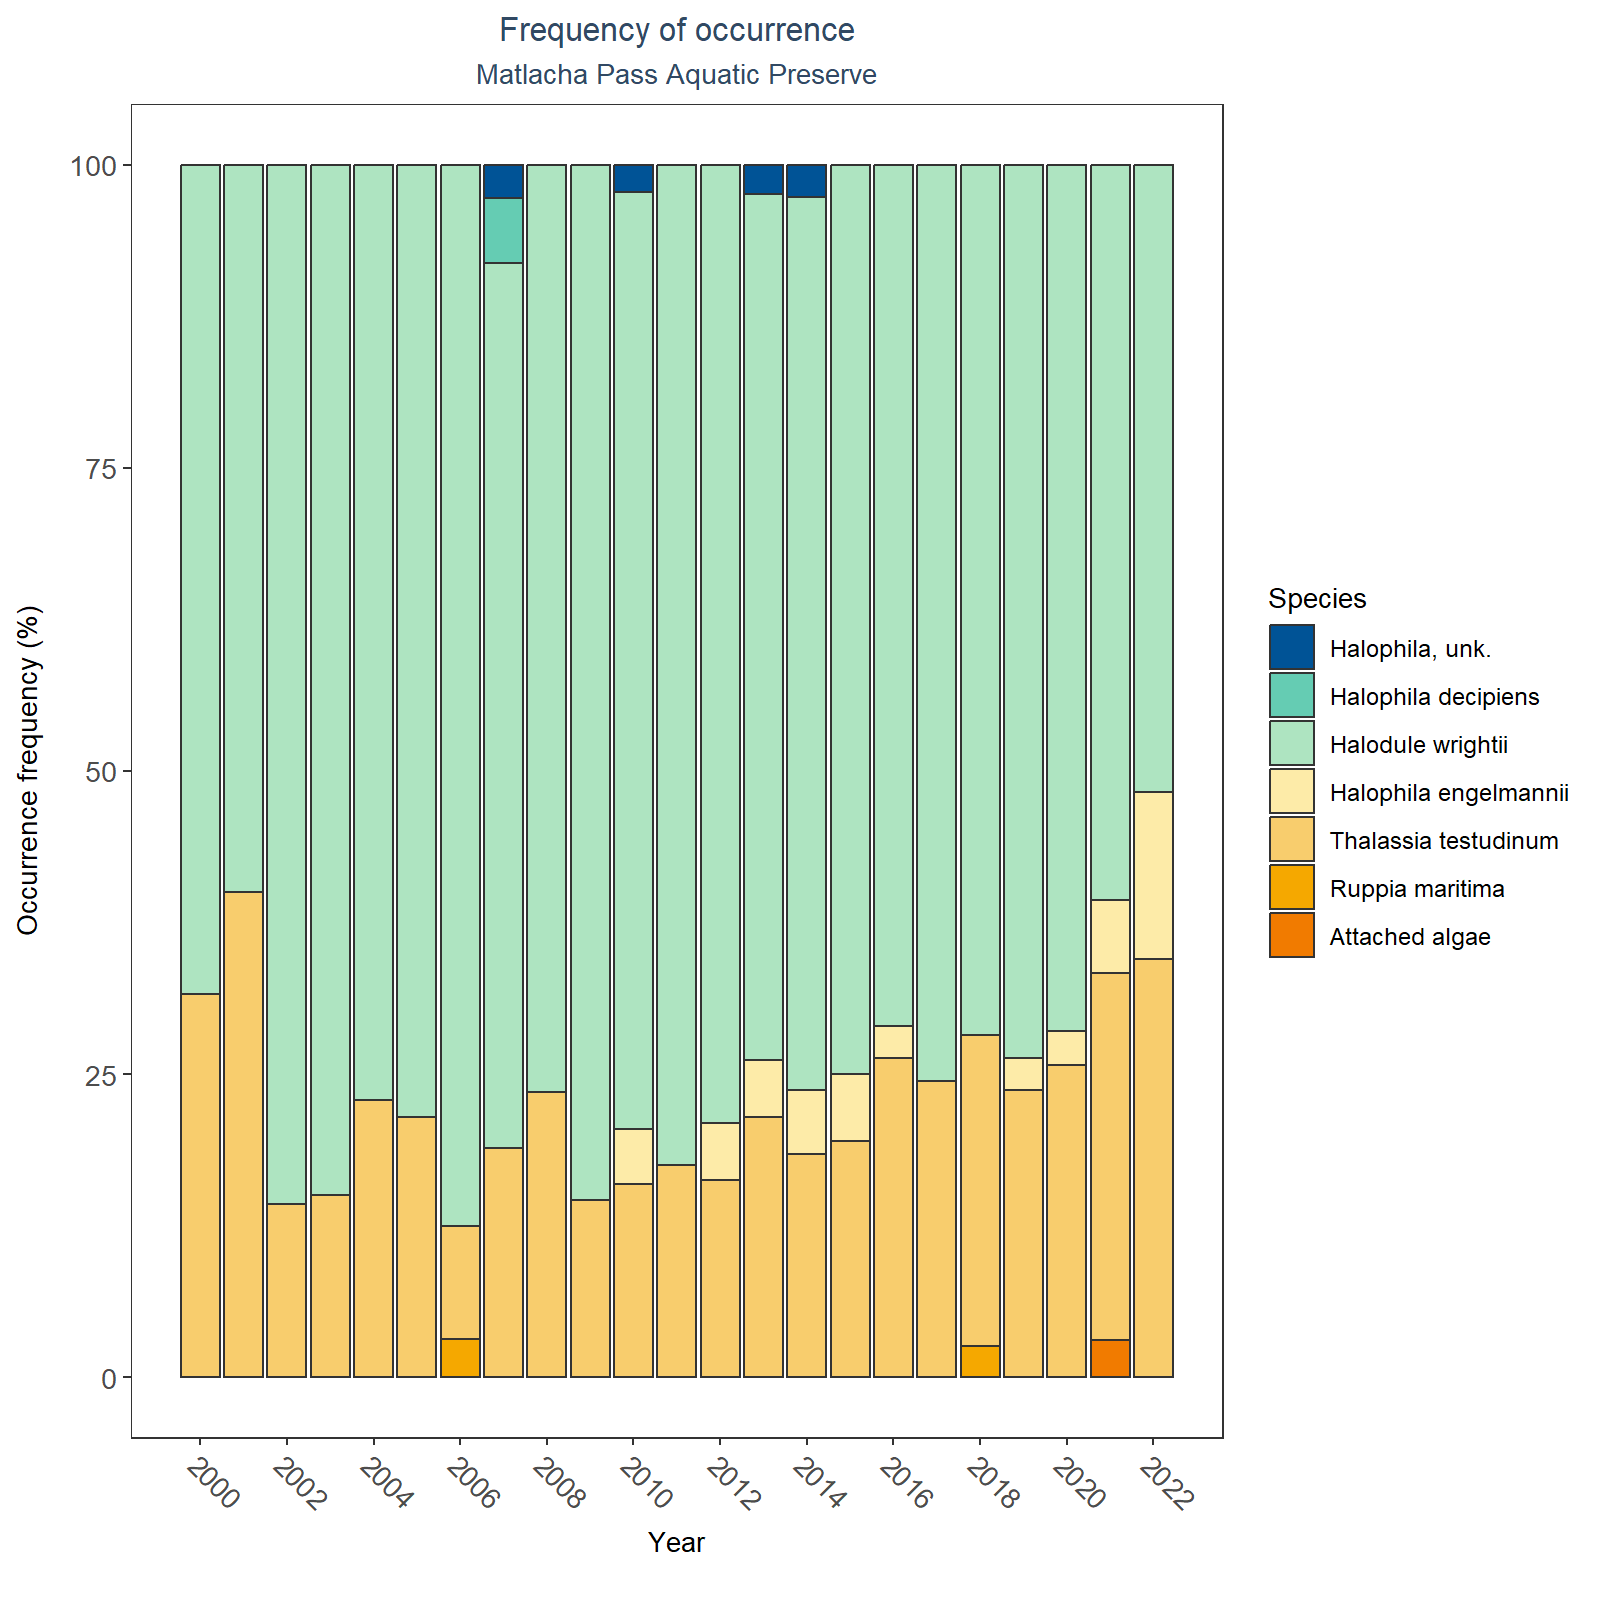 Frequency of occurrence
Matlacha Pass Aquatic Preserve
Occurrence frequency (%)
100
75
50
25
0
2000
2002
2004
2006
2008
2010
2012
2014
2016
2018
2020
2022
Year
Species
Halophila, unk.
Halophila decipiens
Halodule wrightii
Halophila engelmannii
Thalassia testudinum
Ruppia maritima
Attached algae